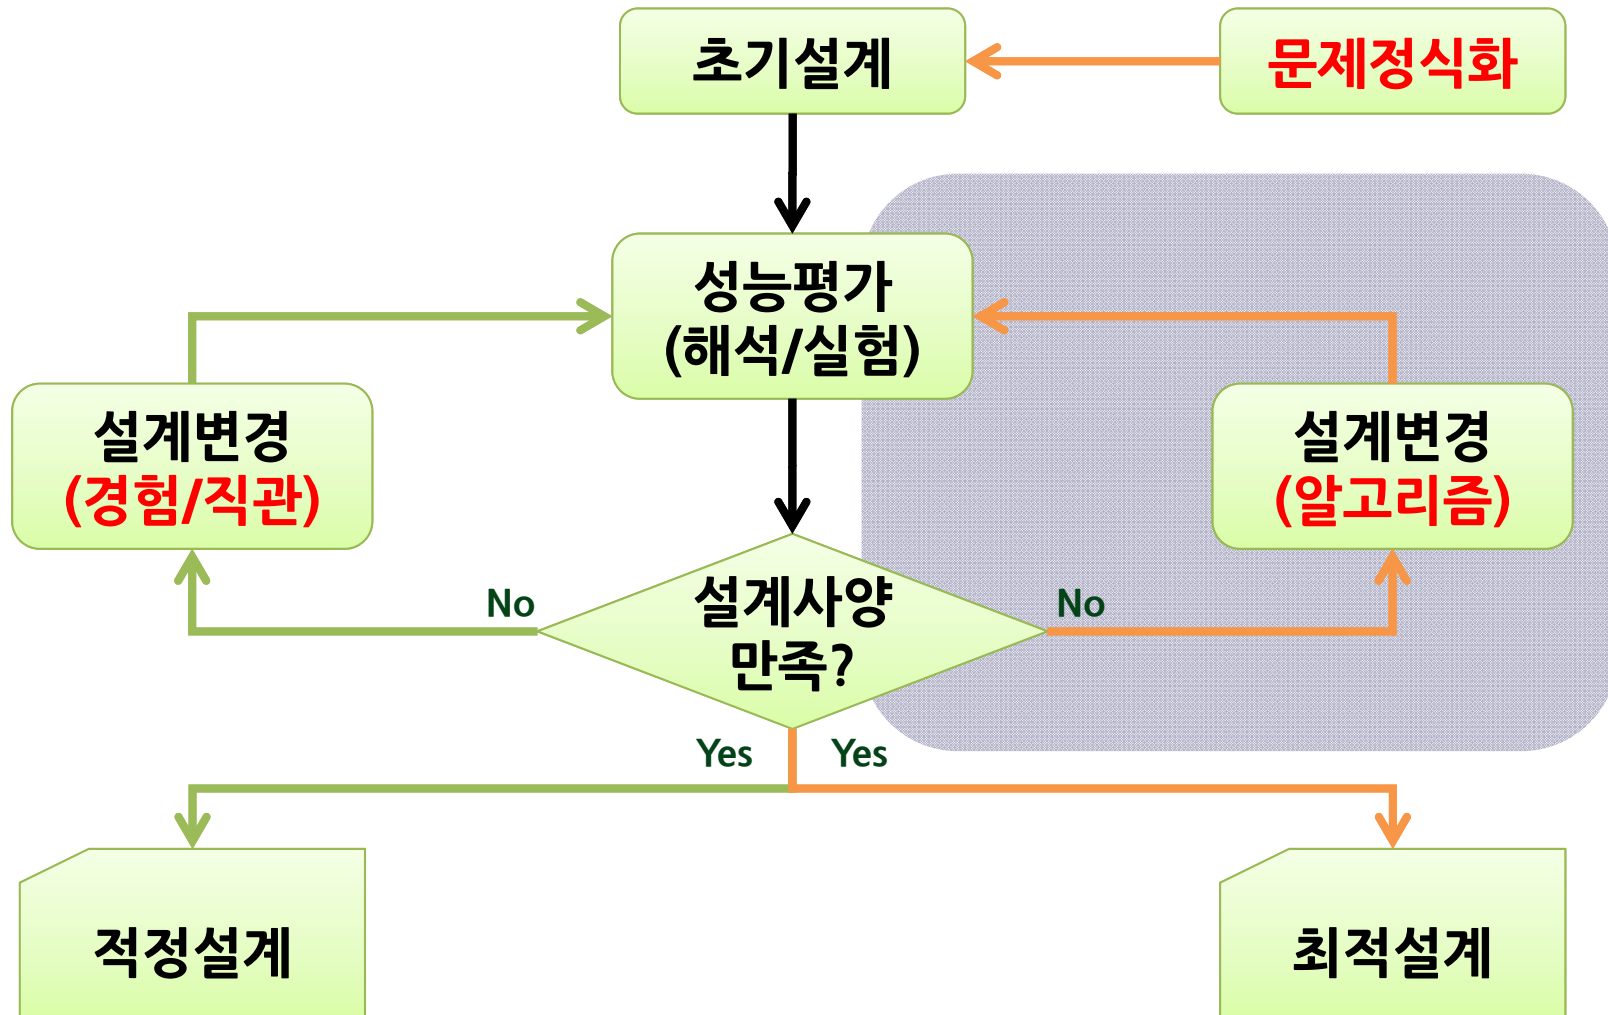 초기설계
문제정식화
성능평가
(해석/실험)
설계변경
(경험/직관)
설계변경
(알고리즘)
No
설계사양
만족?
No
Yes
Yes
적정설계
최적설계